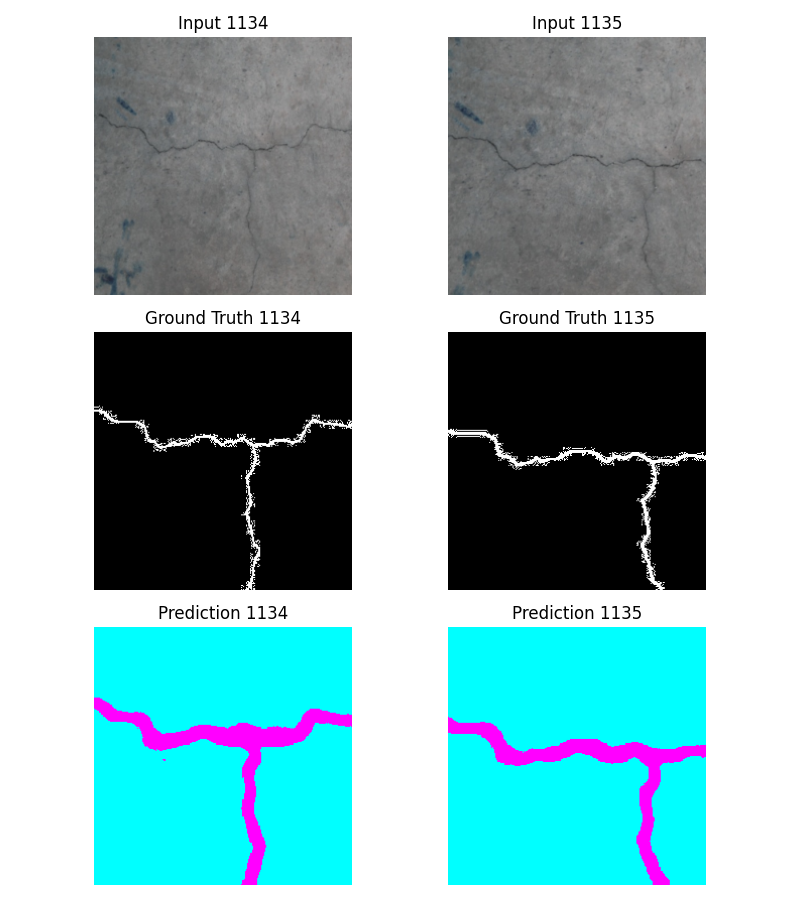 Input 1134
Input 1135
Ground Truth 1134
Ground Truth 1135
Prediction 1134
Prediction 1135